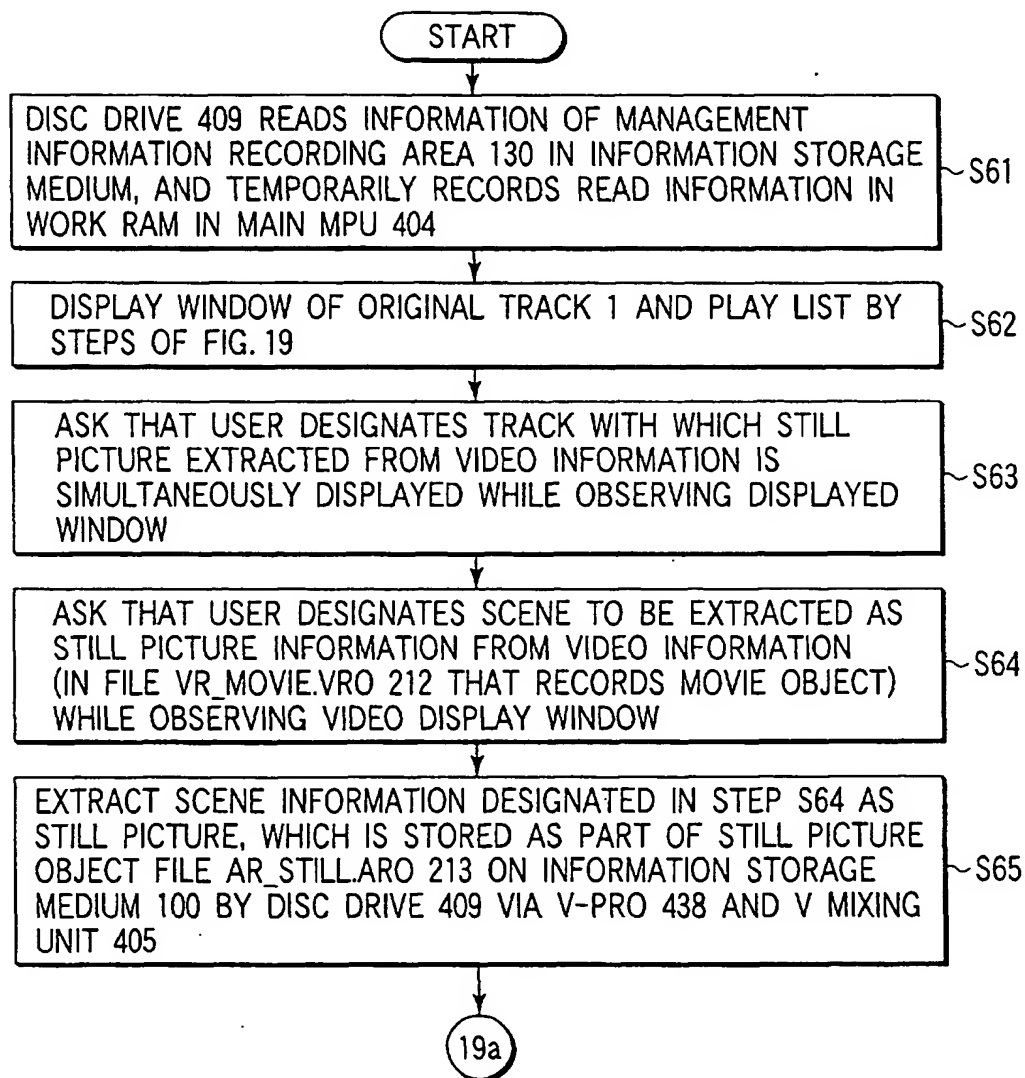 START
DISC DRIVE 409 READS INFORMATION OF MANAGEMENT
INFORMATION RECORDING AREA 130 IN INFORMATION STORAGE
MEDIUM, AND TEMPORARILY RECORDS READ INFORMATION IN
WORK RAM IN MAIN MPU 404
S61
DISPLAY WINDOW OF ORIGINAL TRACK 1 AND PLAY LIST BY
STEPS OF FIG. 19
S62
ASK THAT USER DESIGNATES TRACK WITH WHICH STILL
PICTURE EXTRACTED FROM VIDEO INFORMATION IS
SIMULTANEOUSLY DISPLAYED WHILE OBSERVING DISPLAYED
WINDOW
S63
ASK THAT USER DESIGNATES SCENE TO BE EXTRACTED AS
STILL PICTURE INFORMATION FROM VIDEO INFORMATION
(IN FILE VR_MOVIE.VRO 212 THAT RECORDS MOVIE OBJECT)
WHILE OBSERVING VIDEO DISPLAY WINDOW
S64
EXTRACT SCENE INFORMATION DESIGNATED IN STEP S64 AS
STILL PICTURE, WHICH IS STORED AS PART OF STILL PICTURE
OBJECT FILE AR_STILL.ARO 213 ON INFORMATION STORAGE
MEDIUM 100 BY DISC DRIVE 409 VIA V-PRO 438 AND V MIXING
UNIT 405
S65
19a